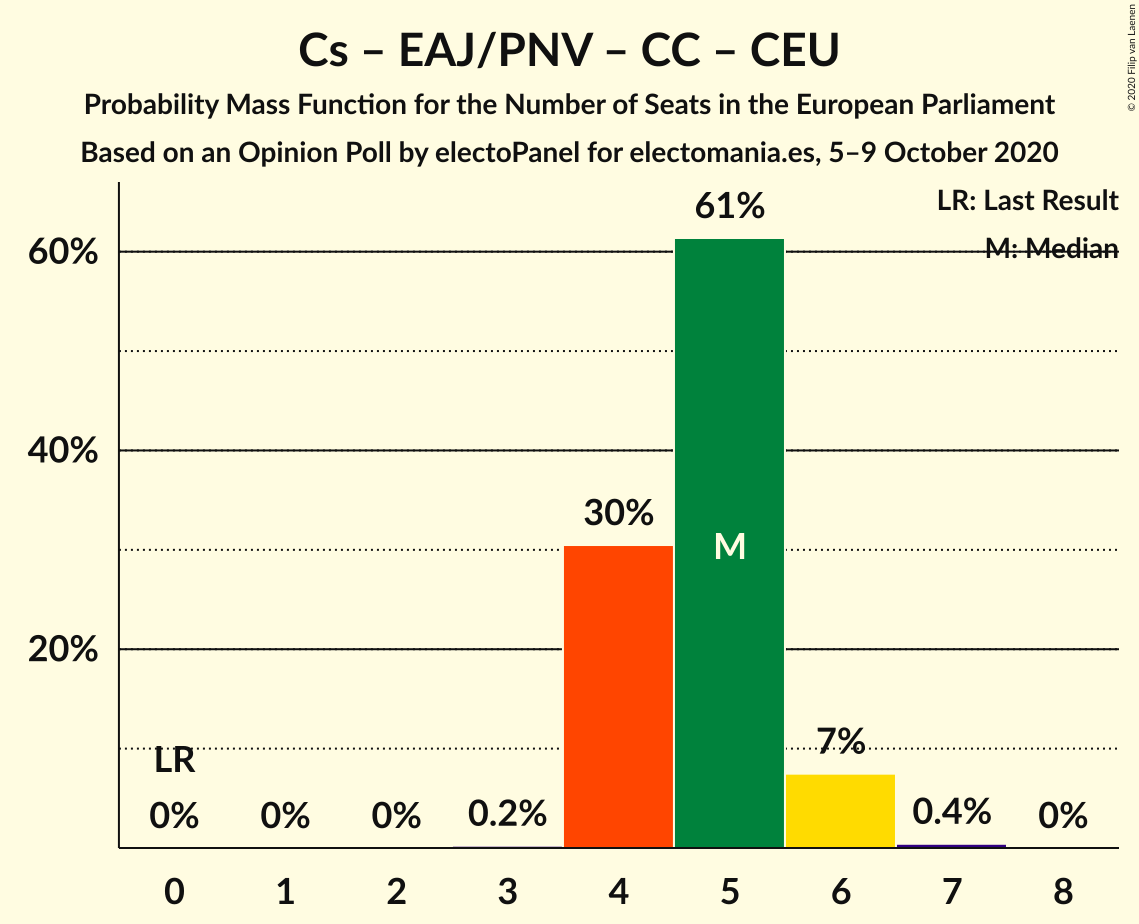 Cs – EAJ/PNV – CC – CEU
Probability Mass Function for the Number of Seats in the European Parliament
Based on an Opinion Poll by electoPanel for electomania.es, 5–9 October 2020
© 2020 Filip van Laenen
LR: Last Result
M: Median
61%
60%
40%
30%
M
20%
7%
LR
0% 0% 0% 0.2% 0.4% 0%
0 1 2 3 4 5 6 7 8